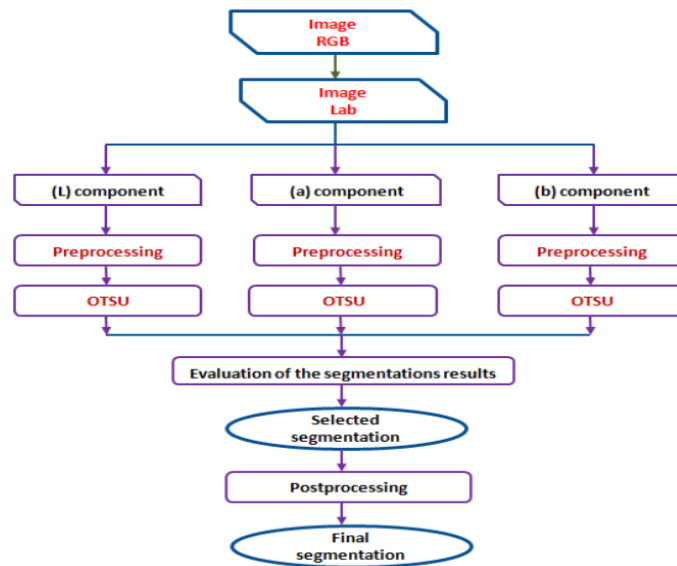 Image
RGB
Image
Lab
(L) component
(a) component
(b) component
Preprocessing
Preprocessing
Preprocessing
OTSU
OTSU
OTSU
Evaluation of the segmentations results
Selected
segmentation
Postprocessing
Final
segmentation